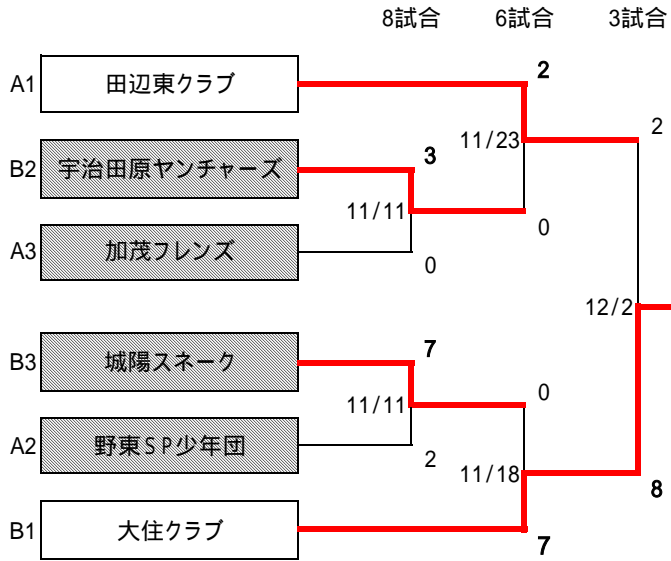 8試合 6試合 3試合
A1 田辺東クラブ 2
11/23 2
B2 宇治田原ヤンチャーズ 3
11/11 0
A3 加茂フレンズ 0
12/2
B3 城陽スネーク 7
11/11 0
A2 野東SP少年団 2
11/18 8
B1 大住クラブ 7